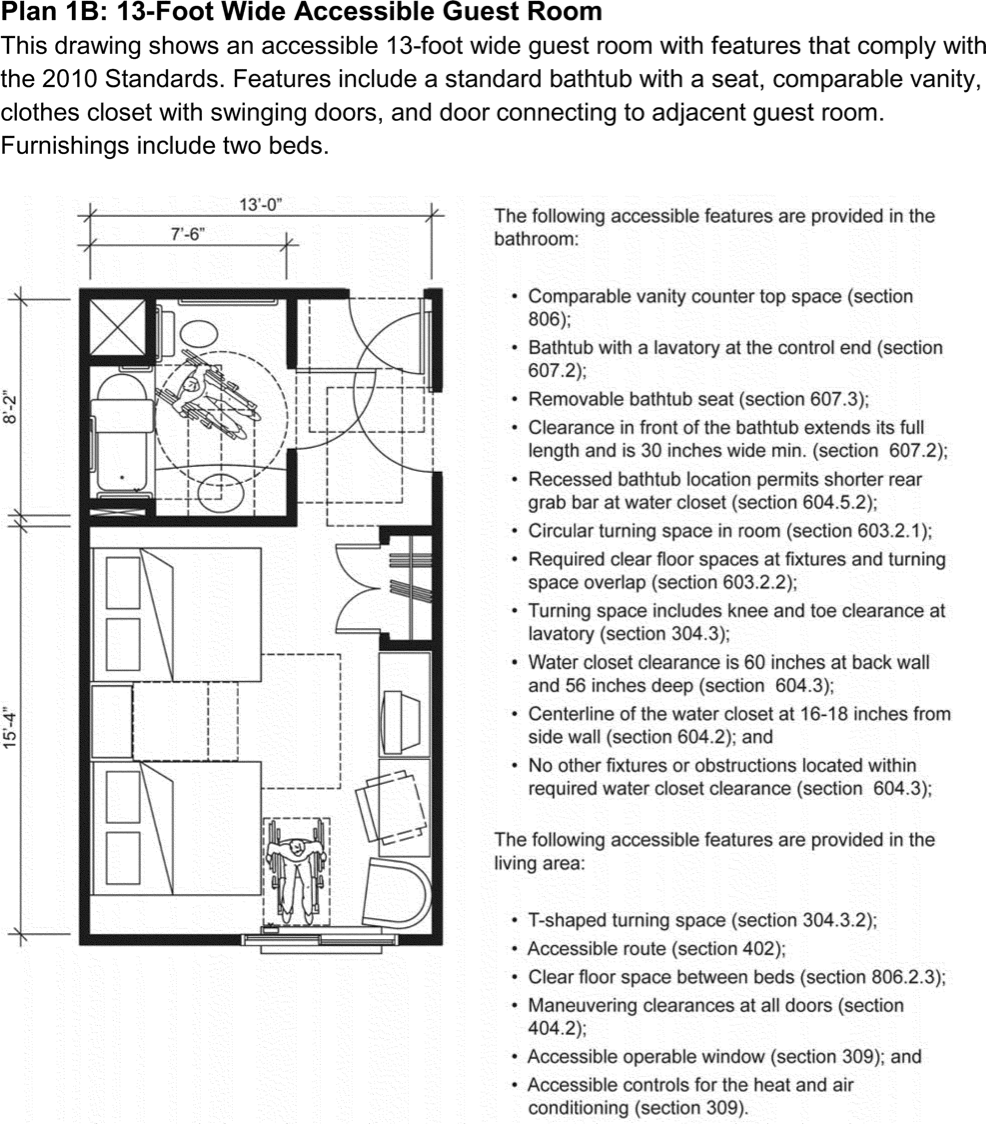 Plan 1B: 13-Foot Wide Accessible Guest Room
This drawing shows an accessible 13-foot wide guest room with features that comply with
the 2010 Standards. Features include a standard bathtub with a seat, comparable vanity,
clothes closet with swinging doors, and door connecting to adjacent guest room.
Furnishings include two beds.
13’-0”
7’-6”
8’-2”
15’-4”
The following accessible features are provided in the
bathroom:
• Comparable vanity counter top space (section
806);
• Bathtub with a lavatory at the control end (section
607.2);
• Removable bathtub seat (section 607.3);
• Clearance in front of the bathtub extends its full
length and is 30 inches wide min. (section 607.2);
• Recessed bathtub location permits shorter rear
grab bar at water closet (section 604.5.2);
• Circular turning space in room (section 603.2.1);
• Required clear floor spaces at fixtures and turning
space overlap (section 603.2.2);
• Turning space includes knee and toe clearance at
lavatory (section 304.3);
• Water closet clearance is 60 inches at back wall
and 56 inches deep (section 604.3);
• Centerline of the water closet at 16-18 inches from
side wall (section 604.2); and
• No other fixtures or obstructions located within
required water closet clearance (section 604.3);
The following accessible features are provided in the
living area:
• T-shaped turning space (section 304.3.2);
• Accessible route (section 402);
• Clear floor space between beds (section 806.2.3);
• Maneuvering clearances at all doors (section
404.2);
• Accessible operable window (section 309); and
• Accessible controls for the heat and air
conditioning (section 309).